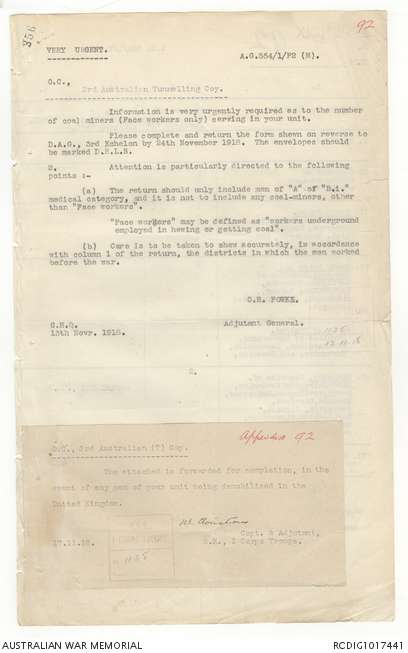 356
92
VERY URGENT.
A.G.554/1/P2 (M).
O.C.,
3rd Australian Tunnelling Coy.
Information is very urgently required as to the number
of coal miners (Face workers only) serving in your unit.
Please complete and return the form shewn on reverse to
D.A.G., 3rd Echelon by 24th November 1918. The envelopes should
be marked D.R.L.S.
2. Attention is particularly directed to the following
points :-
(a) The return should only include men of "A" of "B.i."
medical category, and it is not to include any coal-miners, other
than "Face workers".
"Face workers" may be defined as "workers underground
employed in hewing or getting coal".
(b) Care is to be taken to shew accurately, in accordance
with column 1 of the return, the districts in which the men worked
before the war.
G.H. FOWKE.
G.H.Q.
13th Novr. 1918.
Adjutant General.
Appendix 92
O.C., 3rd Australian (T) Coy.
The attached is forwarded for completion, in the
event of any men of your unit being demobilised in the
United Kingdom.
17.11.18.
Capt. & Adjutant,
R.E., I Corps Troops.
AUSTRALIAN WAR MEMORIAL
RCDIG1017441